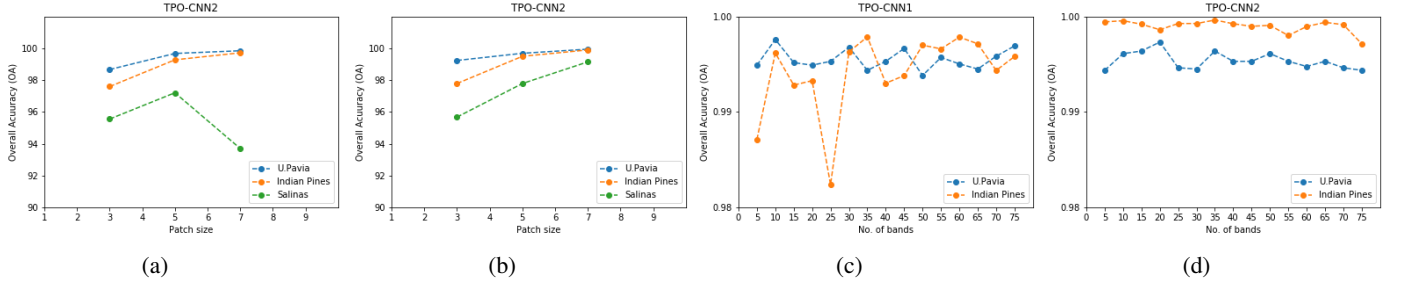 TPO-CNN2
Overall Acuuracy (OA)
100
98
96
94
92
90
1 2 3 4 5 6 7 8 9
Patch size
U.Pavia
Indian Pines
Salinas
(a)
TPO-CNN2
Overall Acuuracy (OA)
100
98
96
94
92
90
1 2 3 4 5 6 7 8 9
Patch size
U.Pavia
Indian Pines
Salinas
(b)
TPO-CNN1
Overall Acuuracy (OA)
1.00
0.99
0.98
0 5 10 15 20 25 30 35 40 45 50 55 60 65 70 75
No. of bands
U.Pavia
Indian Pines
(c)
TPO-CNN2
Overall Acuuracy (OA)
1.00
0.99
0.98
0 5 10 15 20 25 30 35 40 45 50 55 60 65 70 75
No. of bands
U.Pavia
Indian Pines
(d)